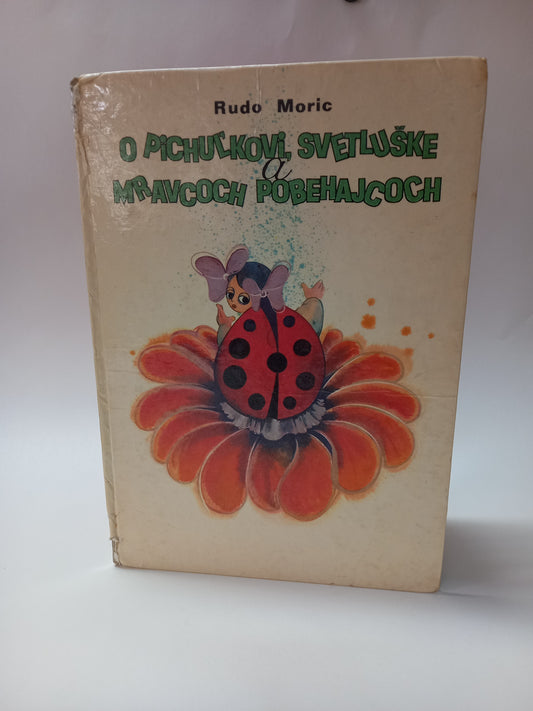 Rudo Moric
O PICHUĽKOVI, SVETLUŠKE
a
MRAVCOCH POBEHAJCOCH